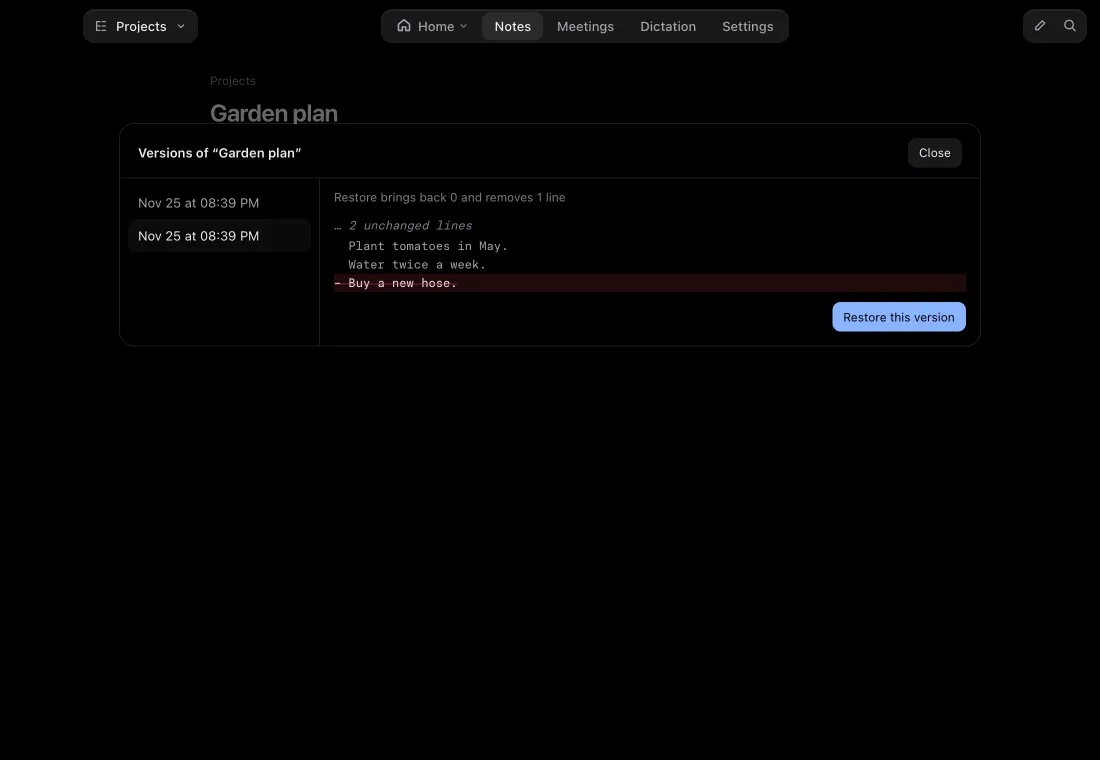 Projects
Home
Notes
Meetings
Dictation
Settings
Projects
Garden plan
Versions of “Garden plan”
Close
Nov 25 at 08:39 PM
Nov 25 at 08:39 PM
Restore brings back 0 and removes 1 line
… 2 unchanged lines
Plant tomatoes in May.
Water twice a week.
- Buy a new hose.
Restore this version